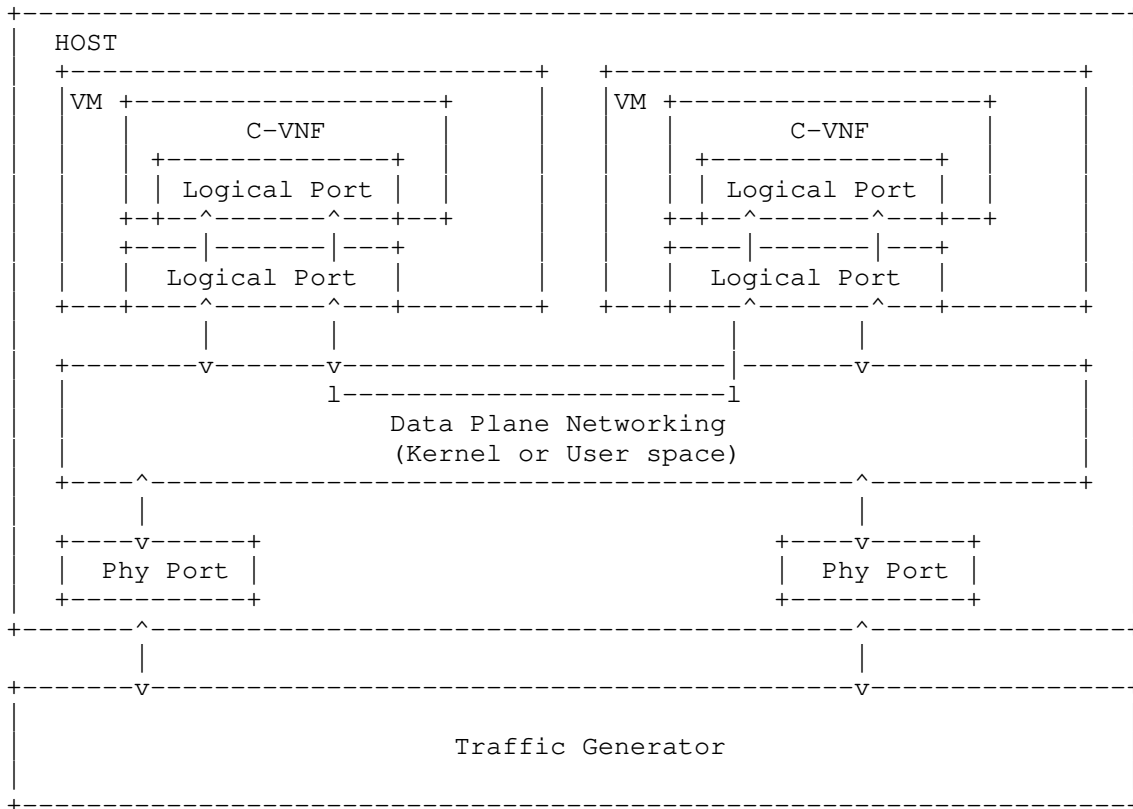 HOST
VM VM
C-VNF C-VNF
Logical Port Logical Port
Logical Port Logical Port
Data Plane Networking
(Kernel or User space)
Phy Port Phy Port
Traffic Generator